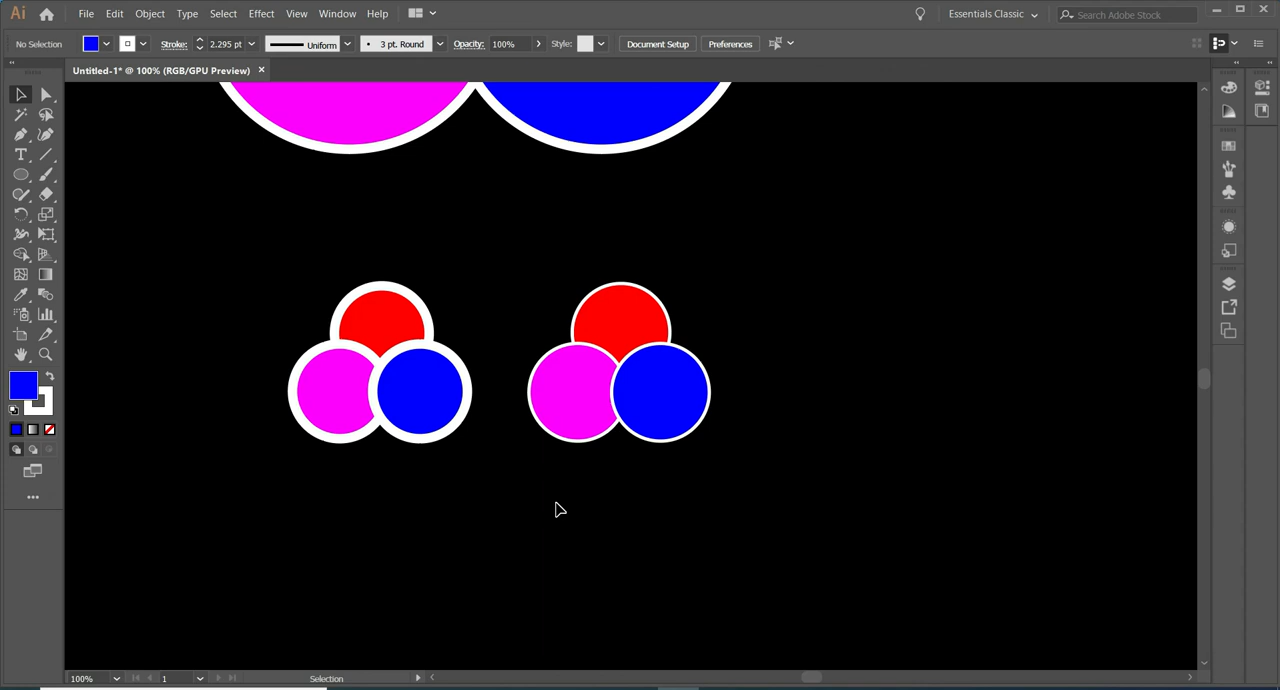 Ai File Edit Object Type Select Effect View Window Help Essentials Classic Search Adobe Stock
No Selection Stroke: 2.295 pt Uniform 3 pt. Round Opacity: 100% Style: Document Setup Preferences
Untitled-1* @ 100% (RGB/GPU Preview)
100% 1 Selection